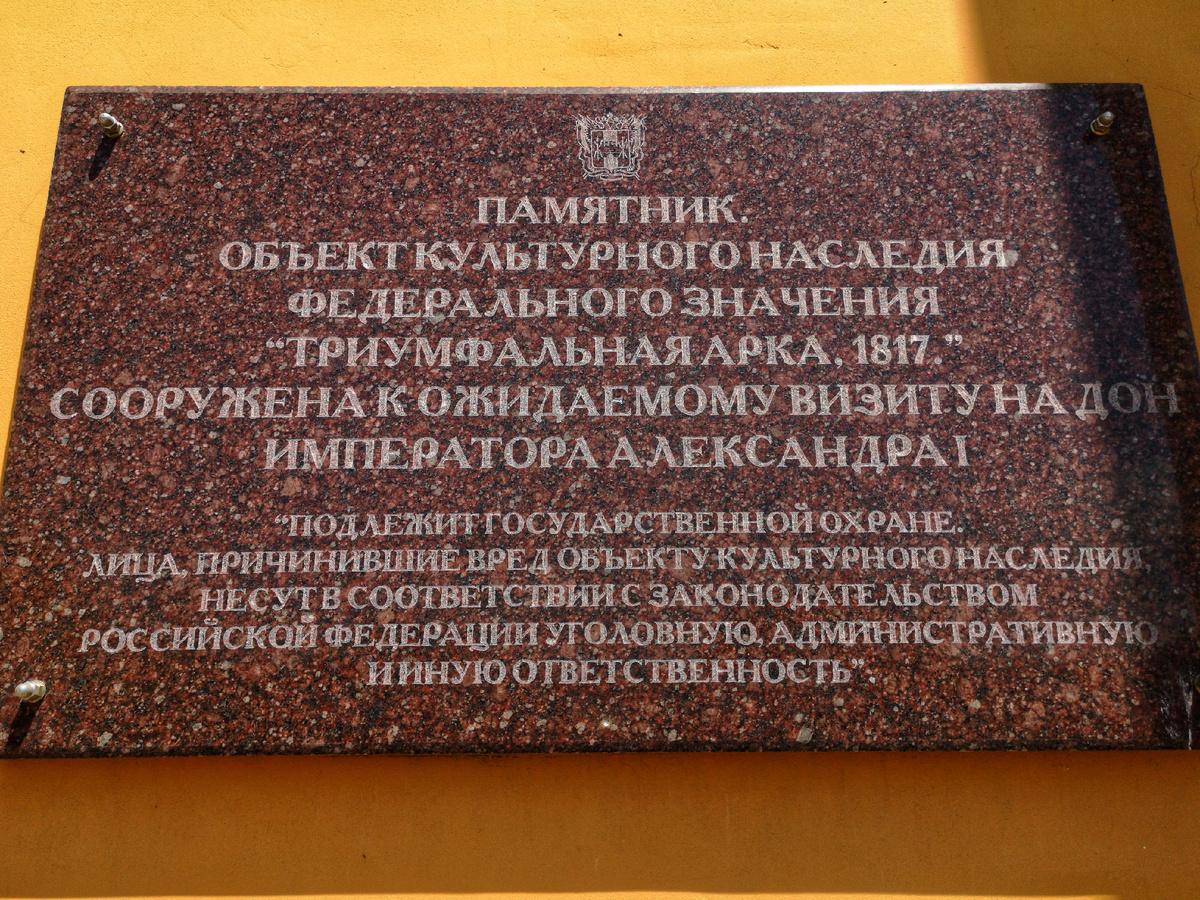 ПАМЯТНИК.
ОБЪЕКТ КУЛЬТУРНОГО НАСЛЕДИЯ
ФЕДЕРАЛЬНОГО ЗНАЧЕНИЯ
“ТРИУМФАЛЬНАЯ АРКА, 1817.”
СООРУЖЕНА К ОЖИДАЕМОМУ ВИЗИТУ НА ДОН
ИМПЕРАТОРА АЛЕКСАНДРА I
“ПОДЛЕЖИТ ГОСУДАРСТВЕННОЙ ОХРАНЕ.
ЛИЦА, ПРИЧИНИВШИЕ ВРЕД ОБЪЕКТУ КУЛЬТУРНОГО НАСЛЕДИЯ,
НЕСУТ В СООТВЕТСТВИИ С ЗАКОНОДАТЕЛЬСТВОМ
РОССИЙСКОЙ ФЕДЕРАЦИИ УГОЛОВНУЮ, АДМИНИСТРАТИВНУЮ
И ИНУЮ ОТВЕТСТВЕННОСТЬ”.